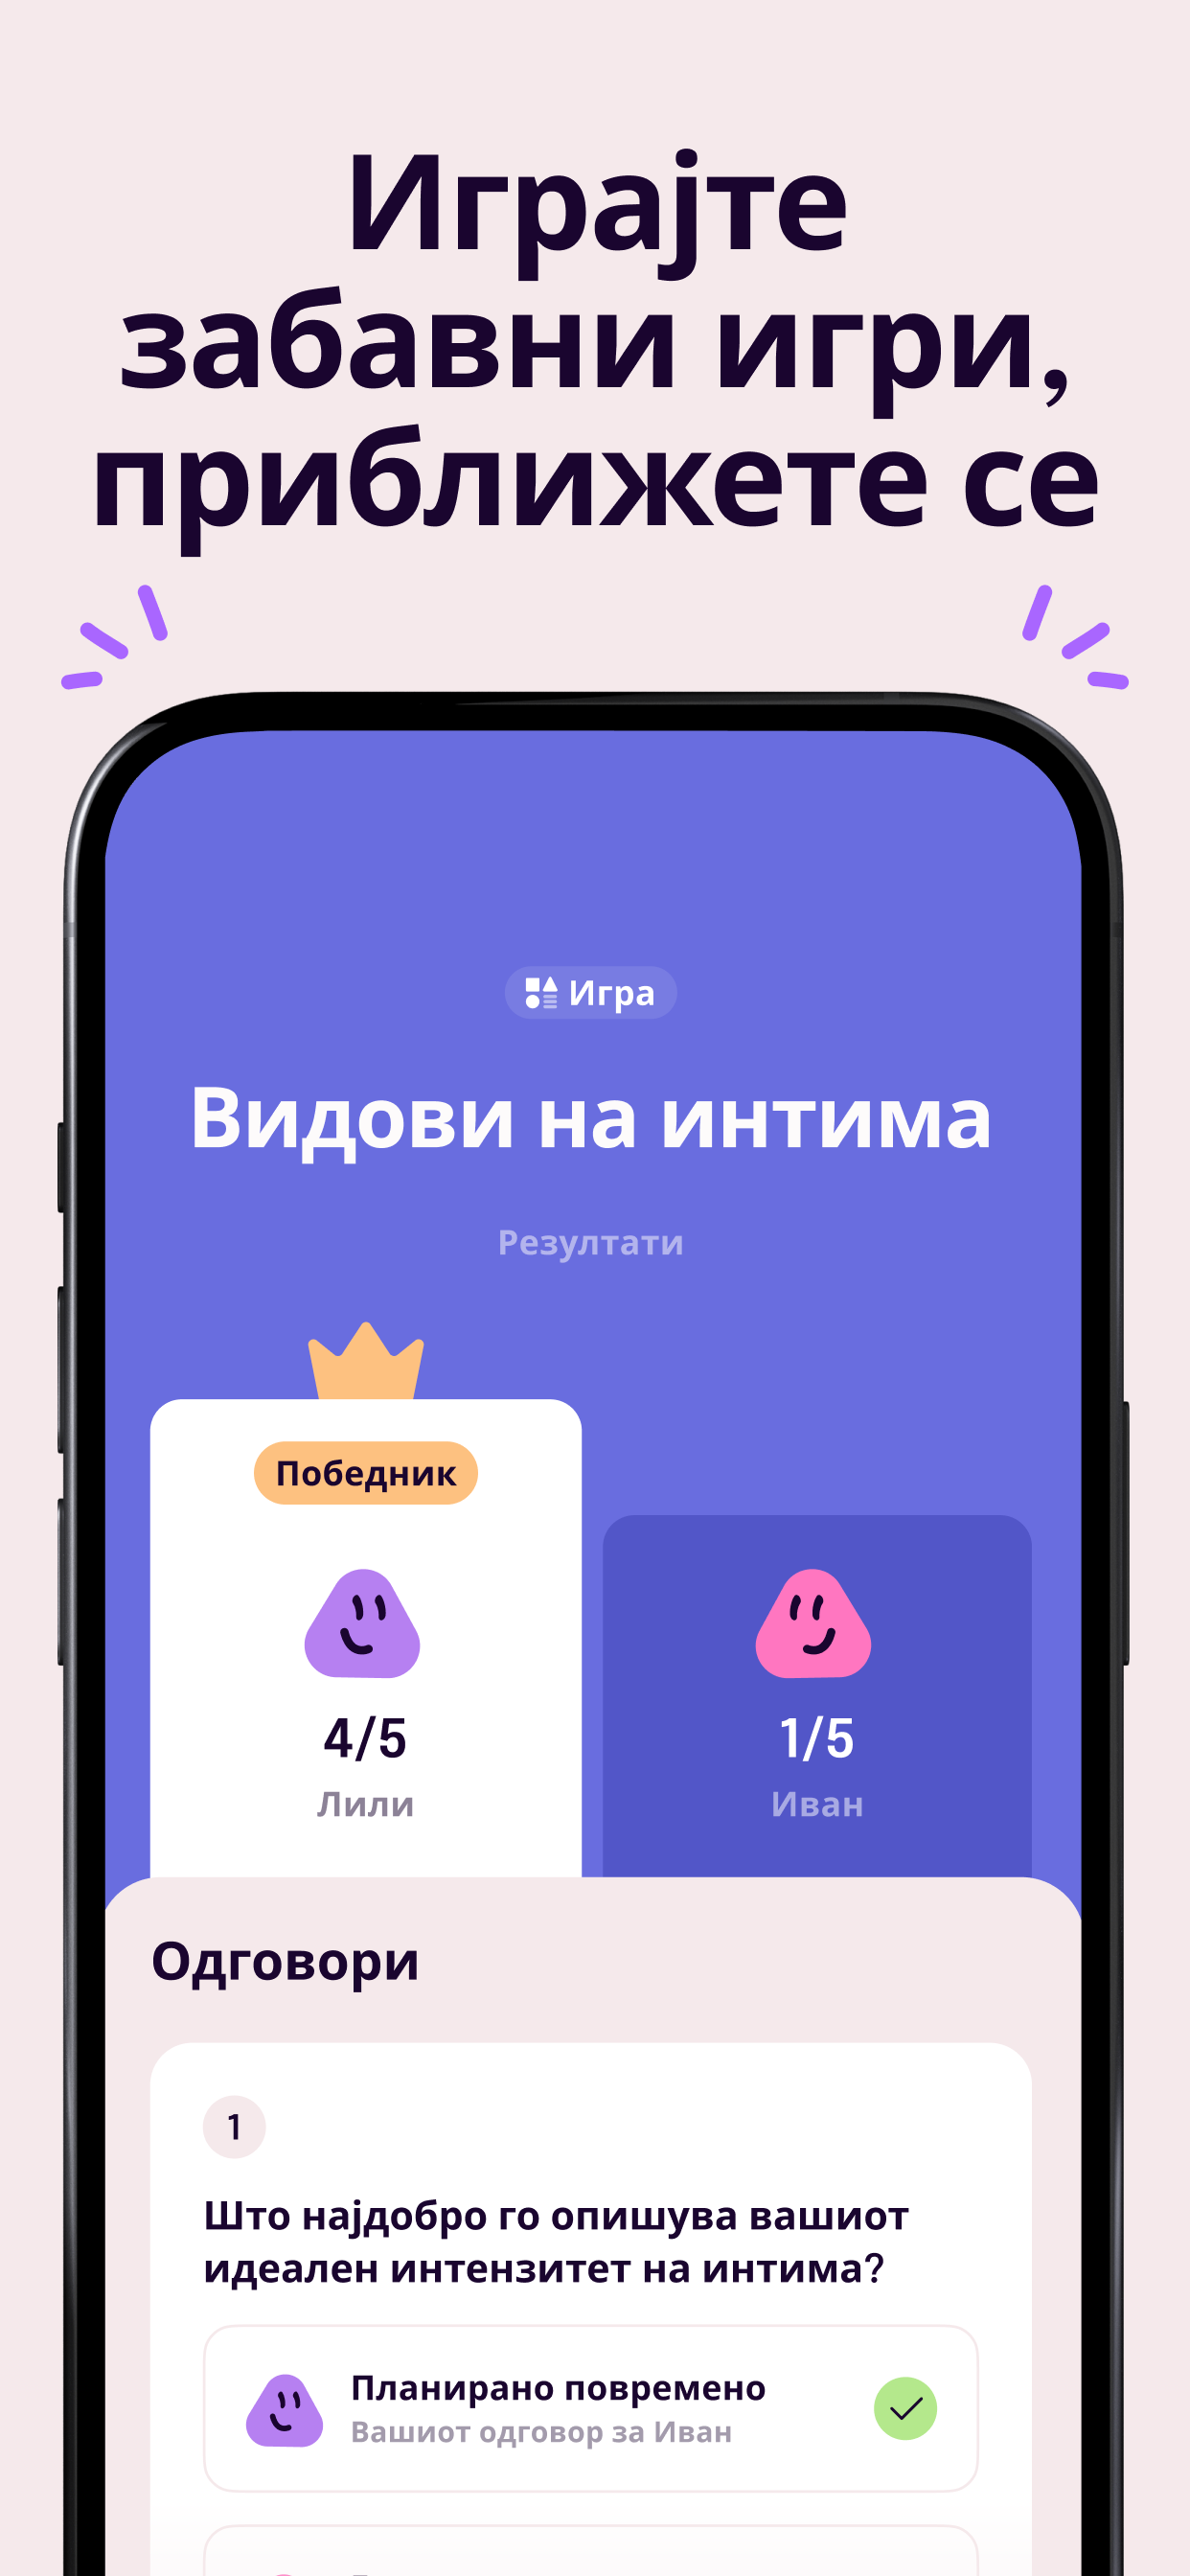 Играјте
забавни игри,
приближете се
Игра
Видови на интима
Резултати
Победник
4/5
Лили
1/5
Иван
Одговори
1
Што најдобро го опишува вашиот
идеален интензитет на интима?
Планирано повремено
Вашиот одговор за Иван